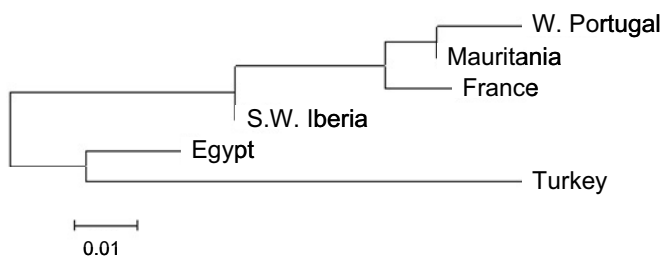 W. Portugal
Mauritania
France
S.W. Iberia
Egypt
Turkey
0.01